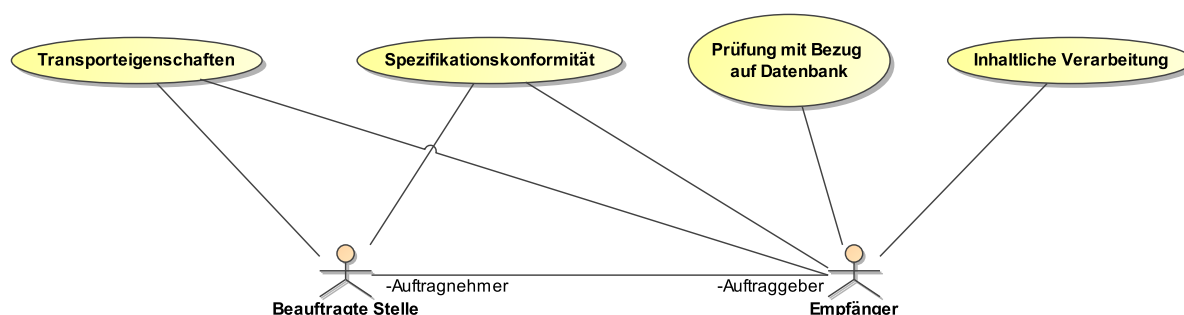 Transporteigenschaften
Spezifikationskonformität
Prüfung mit Bezug
auf Datenbank
Inhaltliche Verarbeitung
-Auftragnehmer
-Auftraggeber
Beauftragte Stelle
Empfänger